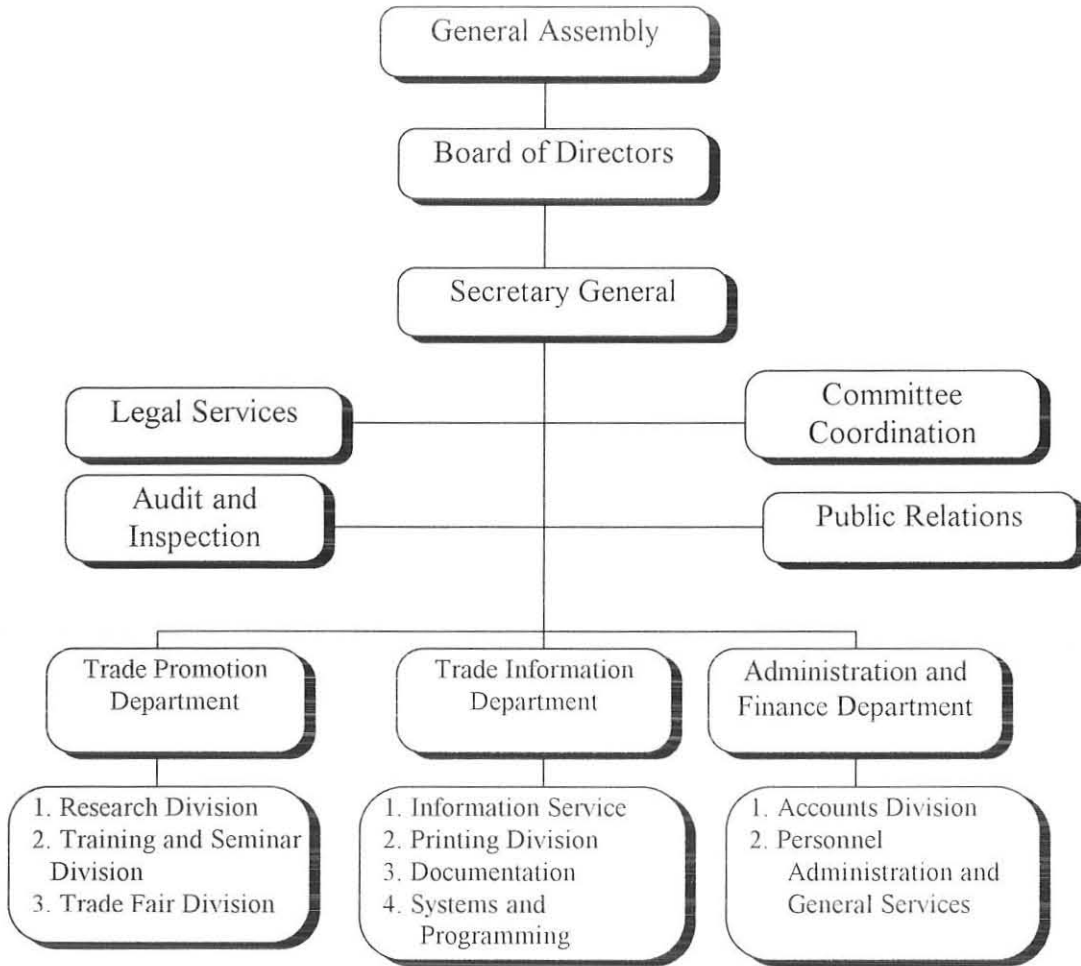 General Assembly
Board of Directors
Secretary General
Legal Services
Committee
Coordination
Audit and
Inspection
Public Relations
Trade Promotion
Department
Trade Information
Department
Administration and
Finance Department
1. Research Division
2. Training and Seminar
Division
3. Trade Fair Division
1. Information Service
2. Printing Division
3. Documentation
4. Systems and
Programming
1. Accounts Division
2. Personnel
Administration and
General Services